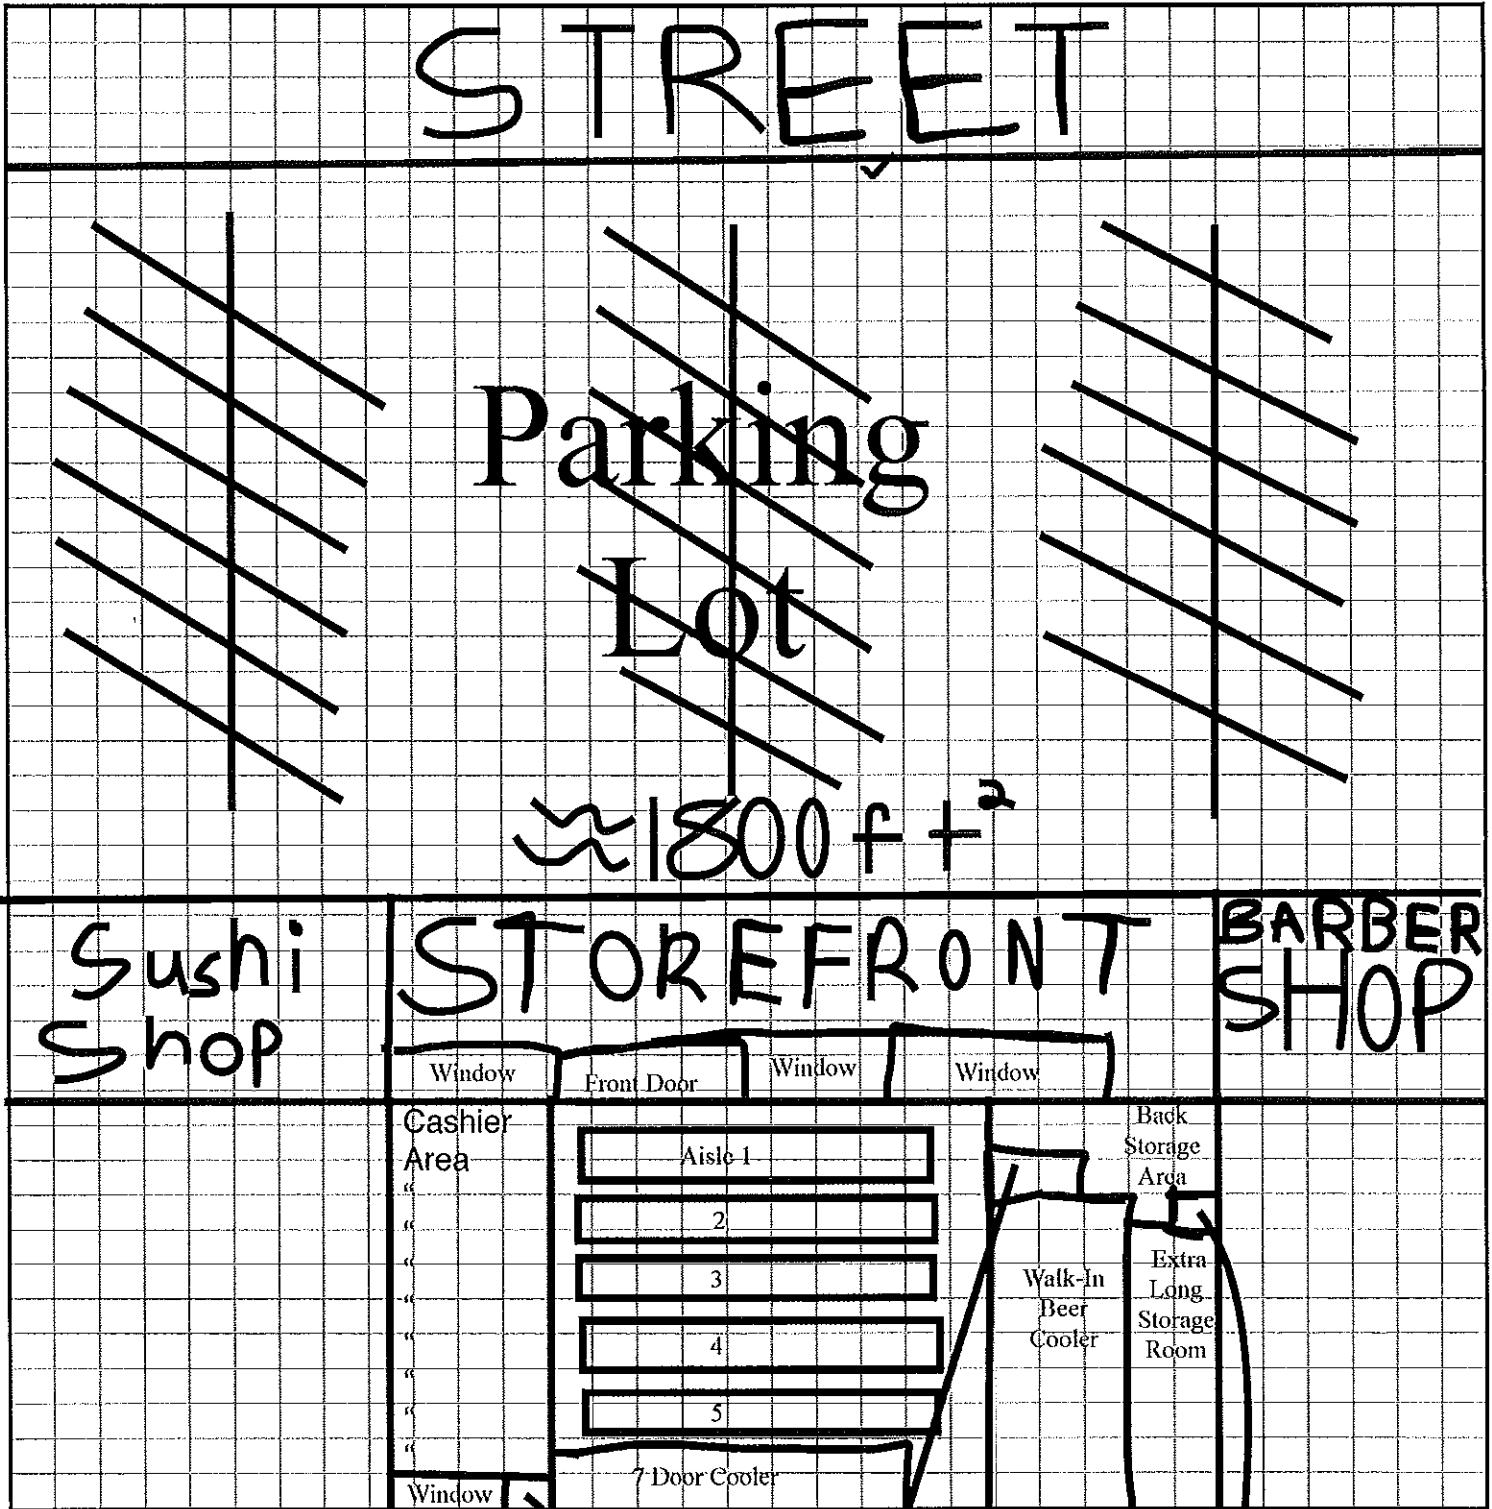 STREET
Parking
Lot
≈1800 ft²
Sushi
Shop
STOREFRONT
BARBER
SHOP
Window
Front Door
Window
Window
Cashier
Area
"
"
"
"
"
"
"
"
Aisle 1
2
3
4
5
7 Door Cooler
Window
Back
Storage
Area
Walk-In
Beer
Cooler
Extra
Long
Storage
Room